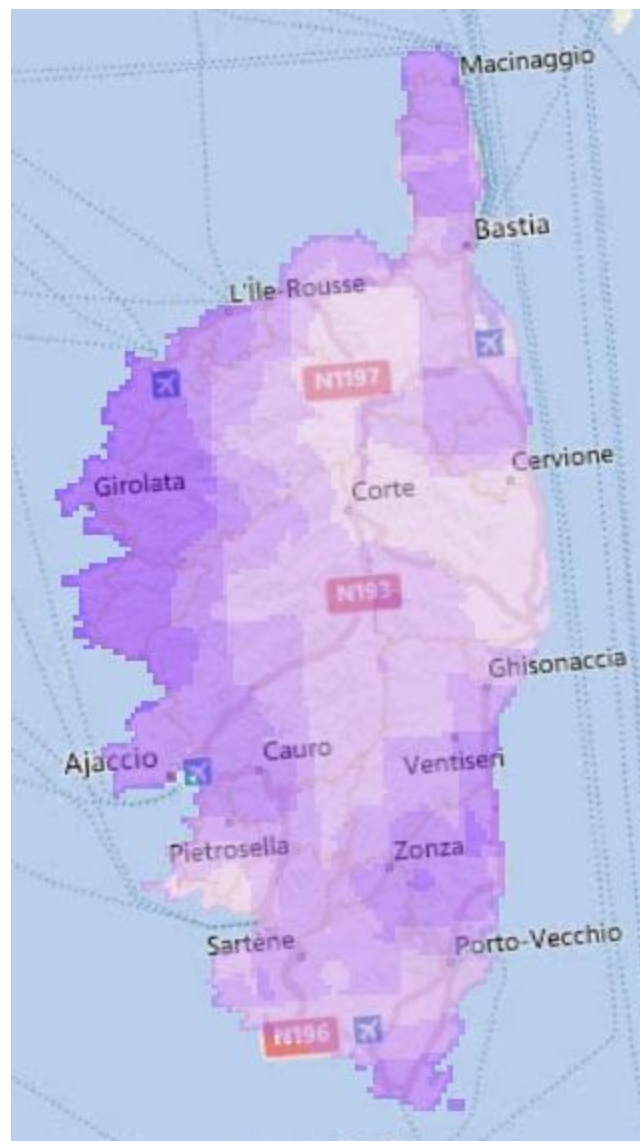 Macinaggio
Bastia
L'Île-Rousse
N1197
Girolata
Corte
Cervione
N193
Ghisonaccia
Ajaccio
Cauro
Ventiseri
Pietrosella
Zonza
Sartène
Porto-Vecchio
N196